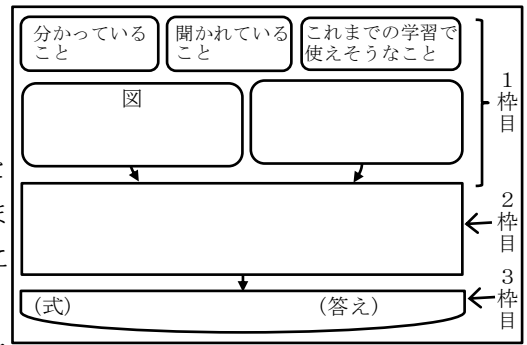 分かっている
こと
聞かれている
こと
これまでの学習で
使えそうなこと
図
1枠目
2枠目
3枠目
(式)
(答え)